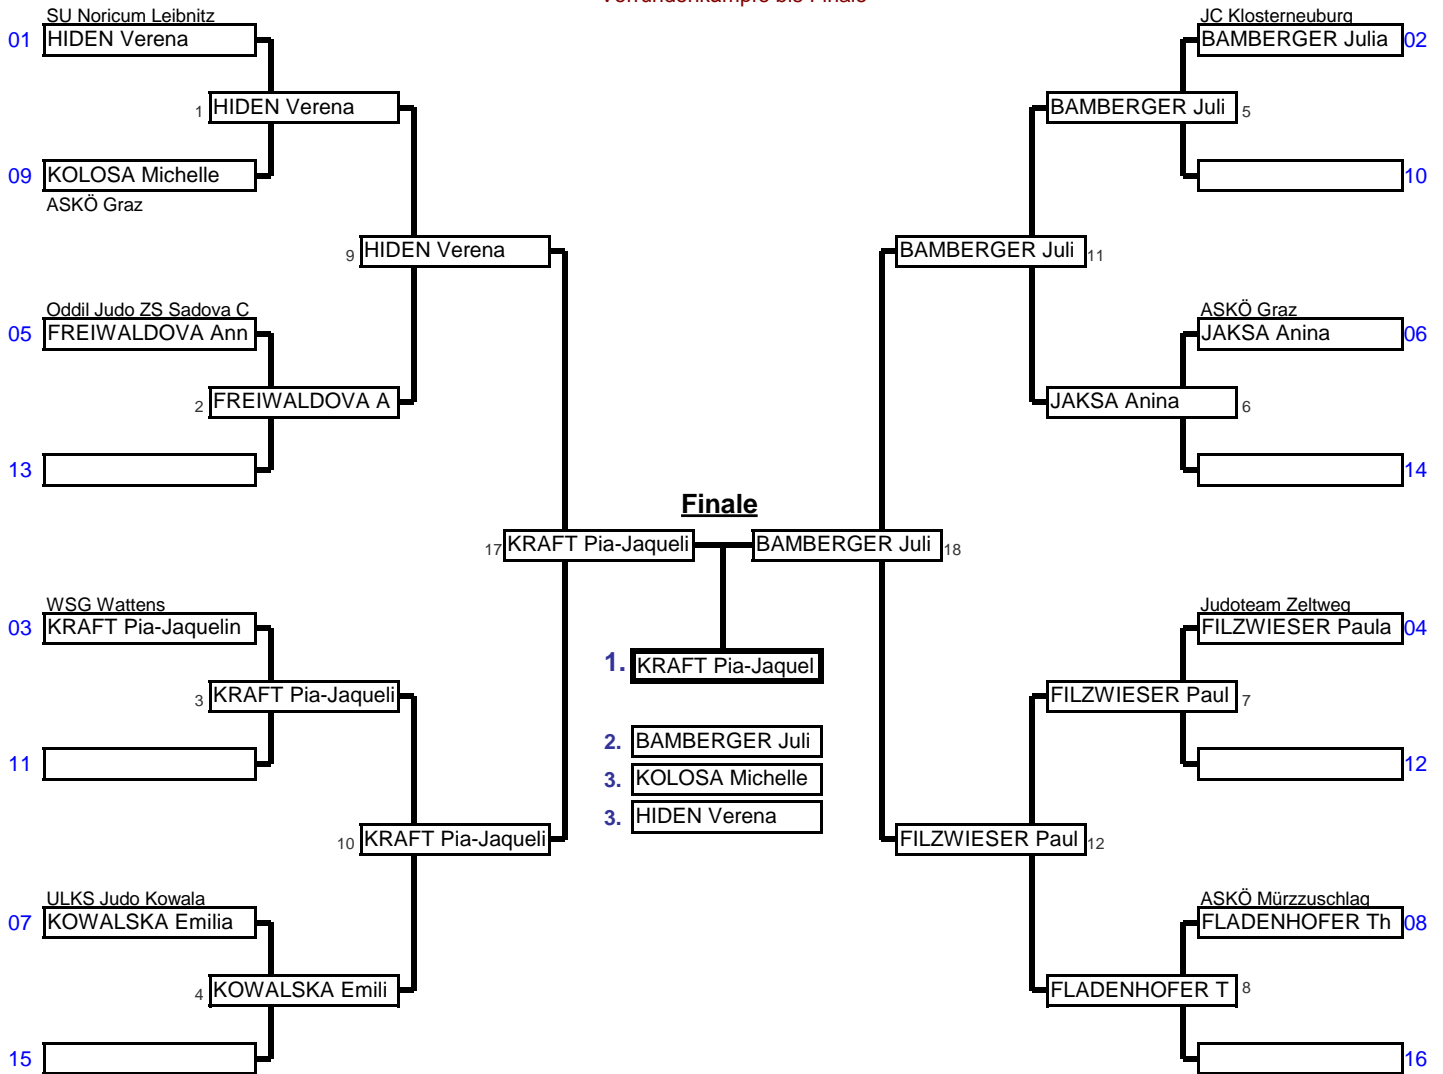 SU Noricum Leibnitz
01 HIDEN Verena
1 HIDEN Verena
09 KOLOSA Michelle
ASKÖ Graz
9 HIDEN Verena
Oddil Judo ZS Sadova C
05 FREIWALDOVA Ann
2 FREIWALDOVA A
13
17 KRAFT Pia-Jaqueli
WSG Wattens
03 KRAFT Pia-Jaquelin
3 KRAFT Pia-Jaqueli
11
10 KRAFT Pia-Jaqueli
ULKS Judo Kowala
07 KOWALSKA Emilia
4 KOWALSKA Emili
15
Finale
1. KRAFT Pia-Jaquel
2. BAMBERGER Juli
3. KOLOSA Michelle
3. HIDEN Verena
JC Klosterneuburg
BAMBERGER Julia 02
BAMBERGER Juli 5
10
BAMBERGER Juli 11
ASKÖ Graz
JAKSA Anina 06
JAKSA Anina 6
14
BAMBERGER Juli 18
Judoteam Zeltweg
FILZWIESER Paula 04
FILZWIESER Paul 7
12
FILZWIESER Paul 12
ASKÖ Mürzzuschlag
FLADENHOFER Th 08
FLADENHOFER T 8
16